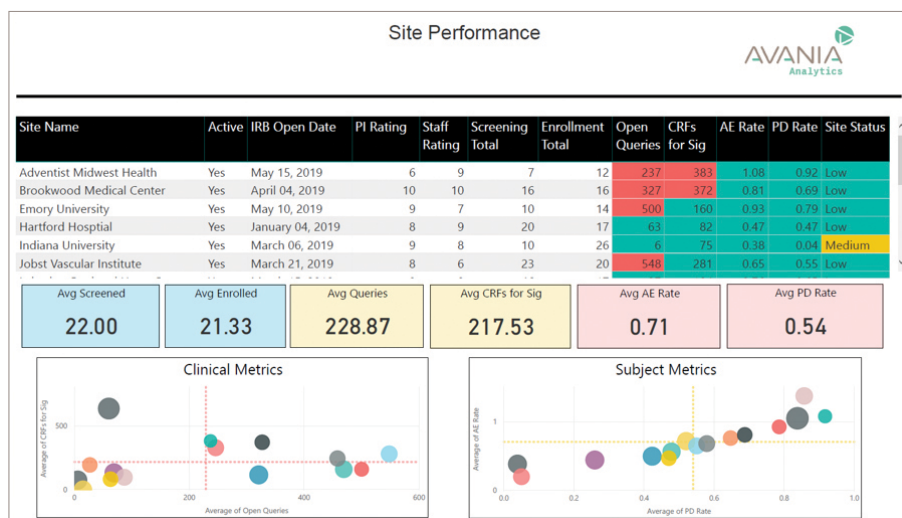 Site Performance
AVANIA
Analytics
Site Name Active IRB Open Date PI Rating Staff Rating Screening Total Enrollment Total Open Queries CRFs for Sig AE Rate PD Rate Site Status
Adventist Midwest Health Yes May 15, 2019 6 9 7 12 237 383 1.08 0.92 Low
Brookwood Medical Center Yes April 04, 2019 10 10 16 16 327 372 0.81 0.69 Low
Emory University Yes May 10, 2019 9 7 10 14 500 160 0.93 0.79 Low
Hartford Hosptial Yes January 04, 2019 8 9 20 17 63 82 0.47 0.47 Low
Indiana University Yes March 06, 2019 9 8 10 26 6 75 0.38 0.04 Medium
Jobst Vascular Institute Yes March 21, 2019 8 6 23 20 548 281 0.65 0.55 Low
Avg Screened Avg Enrolled Avg Queries Avg CRFs for Sig Avg AE Rate Avg PD Rate
22.00 21.33 228.87 217.53 0.71 0.54
Clinical Metrics
Average of CRFs for Sig
500
0
0 200 400 600
Average of Open Queries
Subject Metrics
Average of AE Rate
1
0
0.0 0.2 0.4 0.6 0.8 1.0
Average of PD Rate